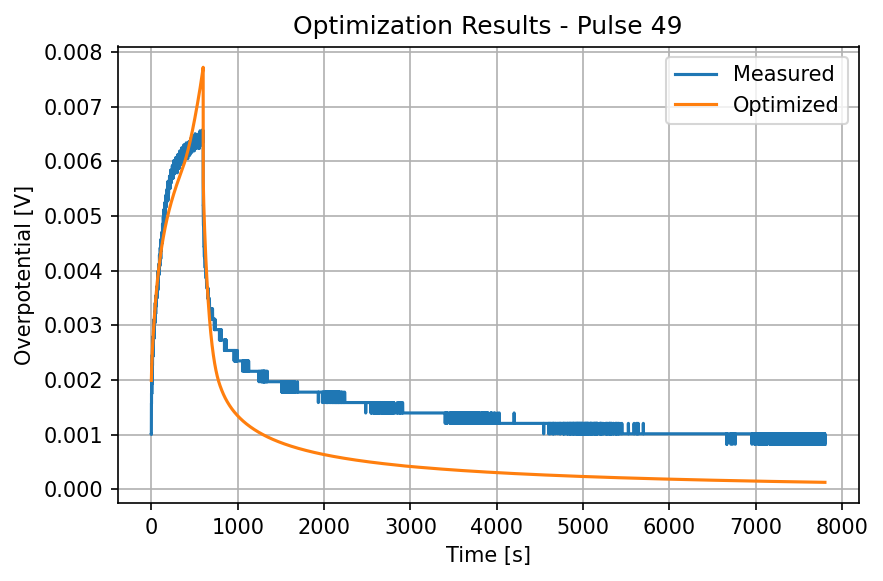 Optimization Results - Pulse 49
Measured
Optimized
Overpotential [V]
0.008
0.007
0.006
0.005
0.004
0.003
0.002
0.001
0.000
0 1000 2000 3000 4000 5000 6000 7000 8000
Time [s]